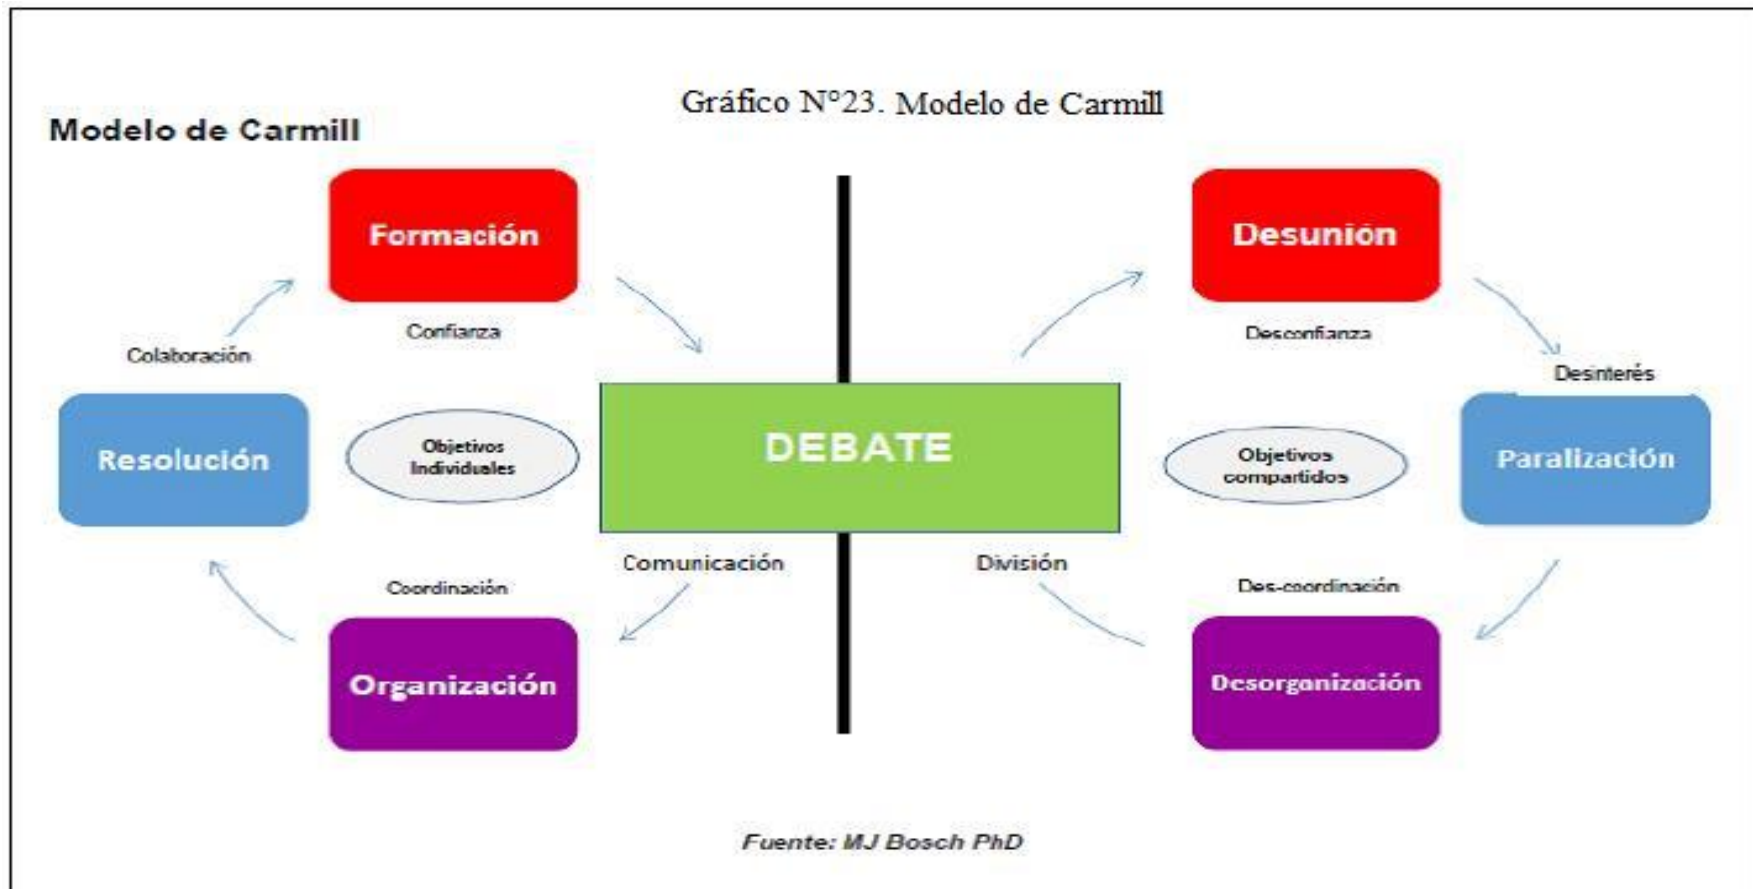 Gráfico N°23. Modelo de Carmill
Modelo de Carmill
Formación
Desunión
Confianza
Desconfianza
Colaboración
Desinterés
Resolución
Objetivos
Individuales
DEBATE
Objetivos
compartidos
Paralización
Comunicación
División
Coordinación
Des-coordinación
Organización
Desorganización
Fuente: MJ Bosch PhD